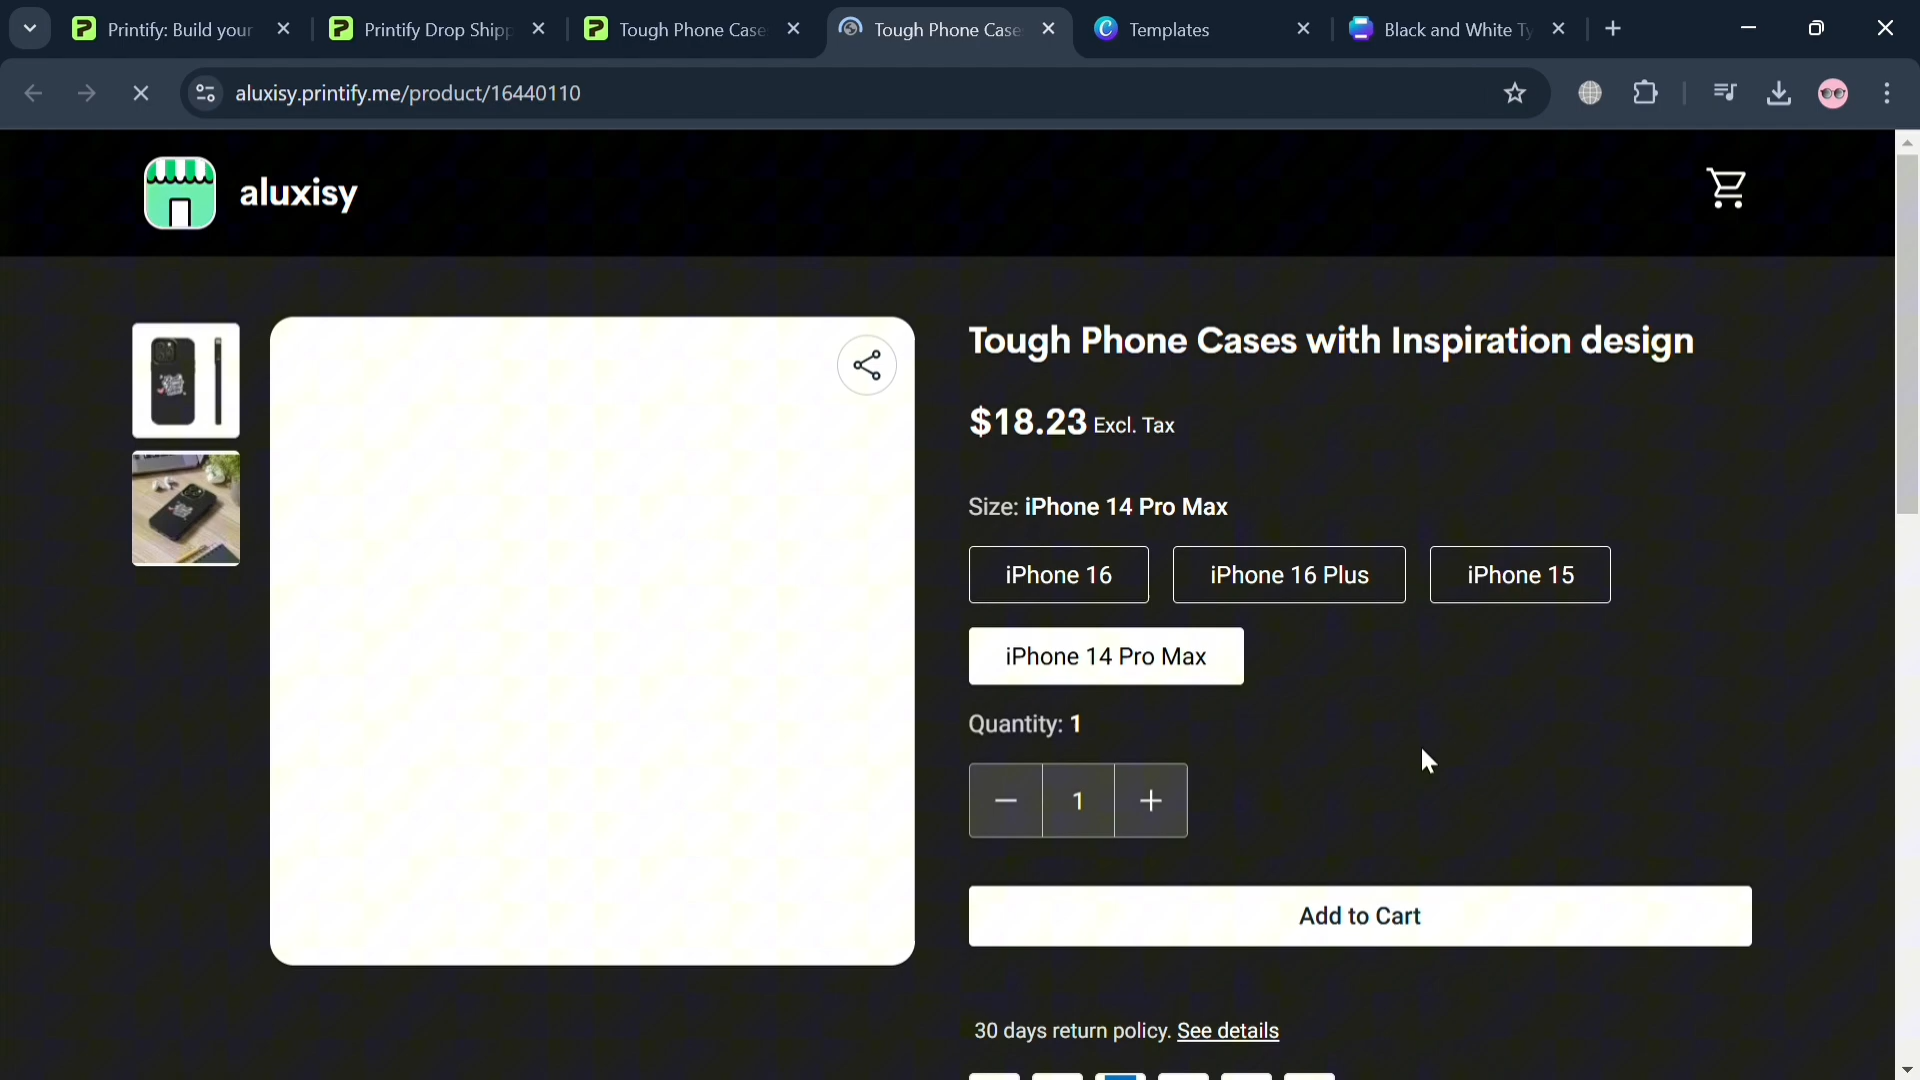 Printify: Build your
Printify Drop Shipp
Tough Phone Case
Tough Phone Case
Templates
Black and White Ty
aluxisy.printify.me/product/16440110
aluxisy
Tough Phone Cases with Inspiration design
$18.23 Excl. Tax
Size: iPhone 14 Pro Max
iPhone 16
iPhone 16 Plus
iPhone 15
iPhone 14 Pro Max
Quantity: 1
1
Add to Cart
30 days return policy. See details